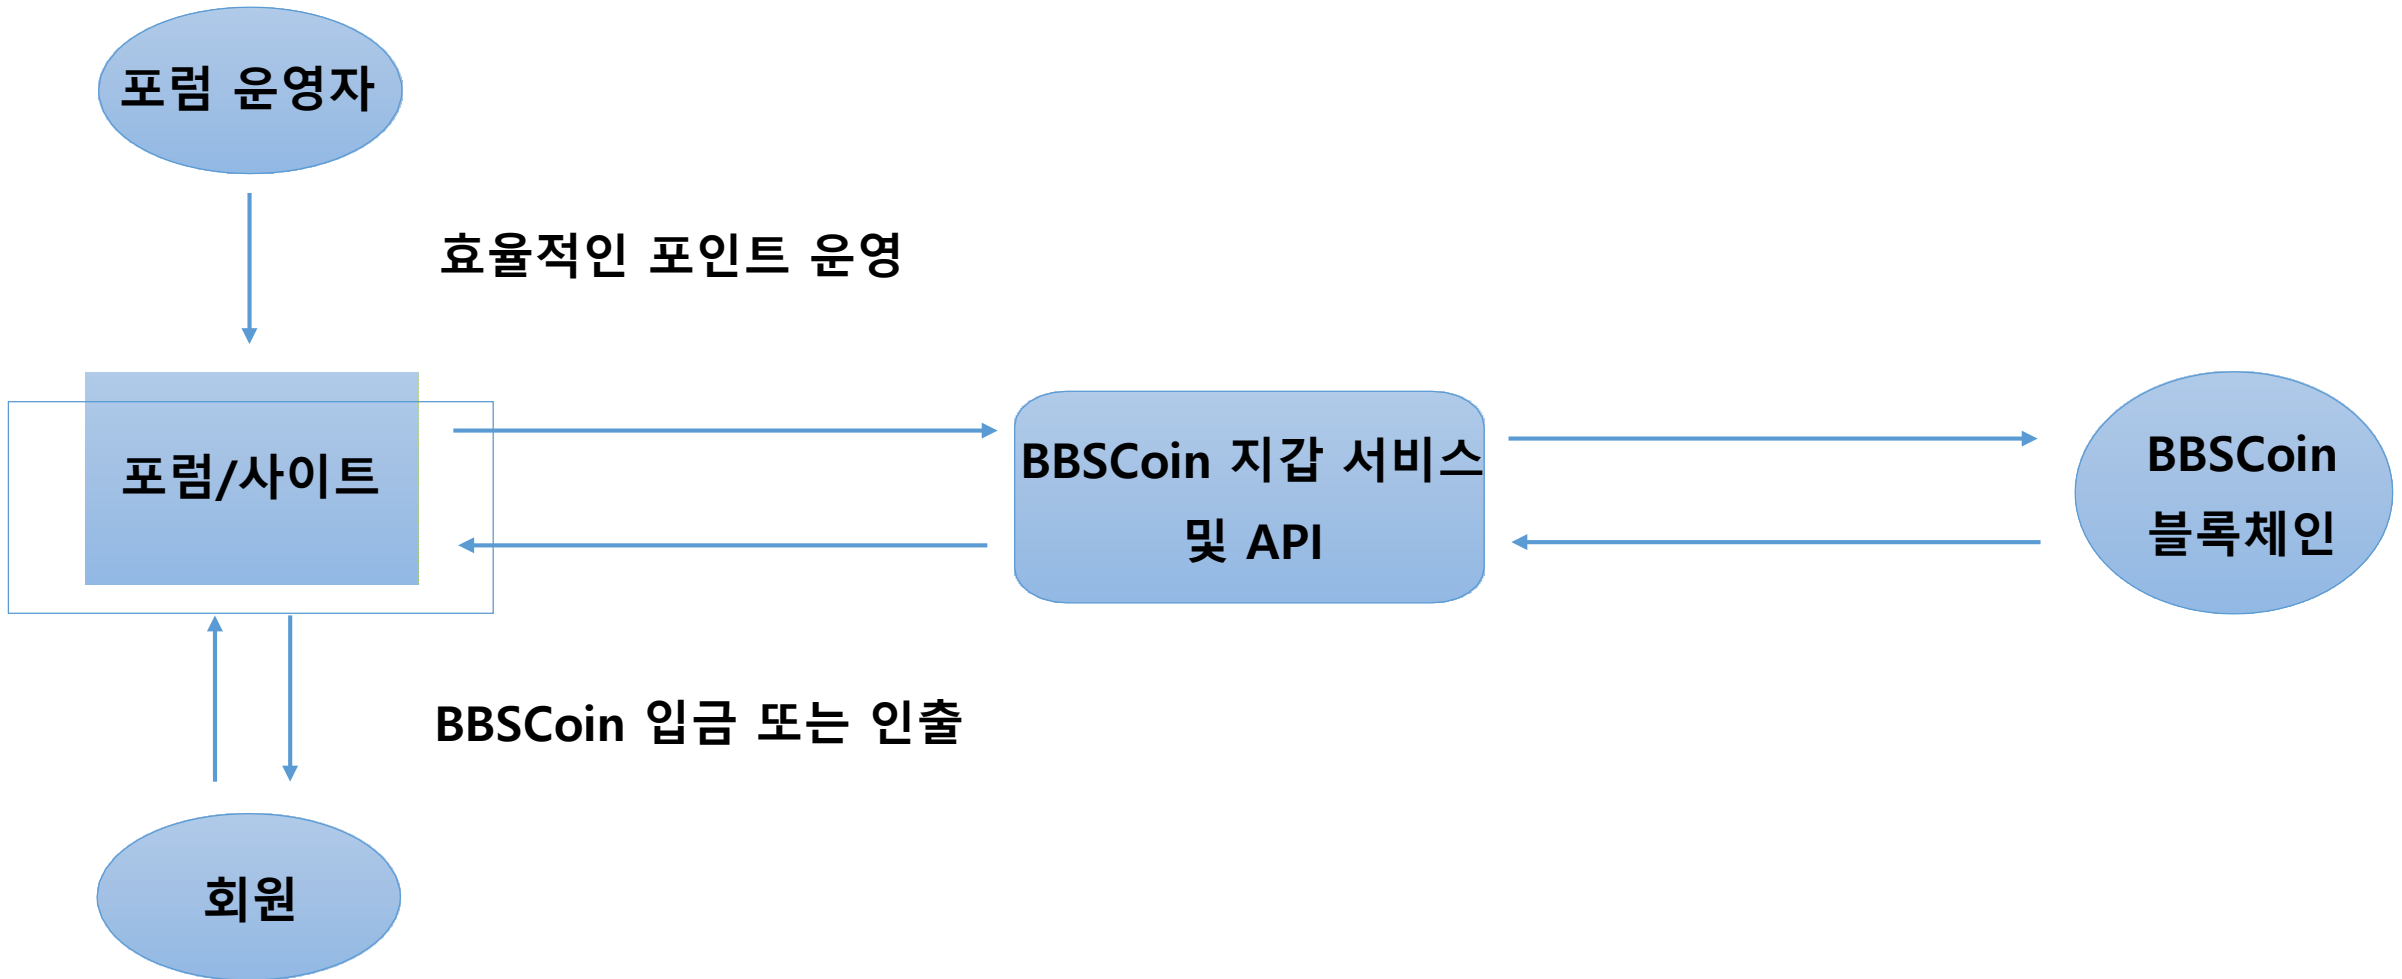 포럼 운영자
효율적인 포인트 운영
포럼/사이트
BBSCoin 지갑 서비스
및 API
BBSCoin
블록체인
BBSCoin 입금 또는 인출
회원